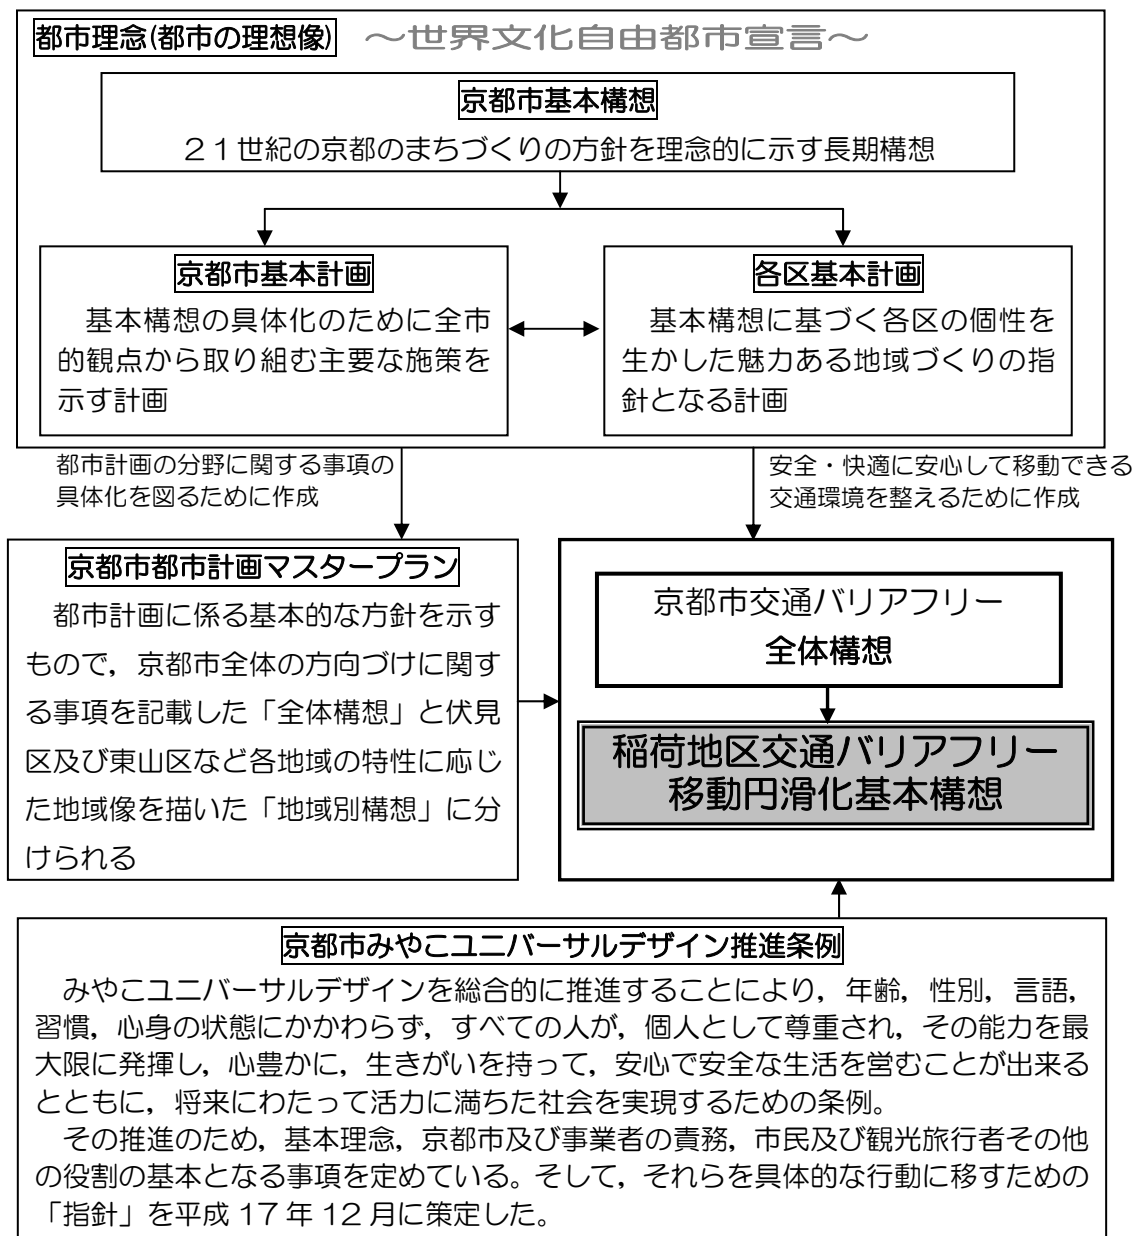 都市理念(都市の理想像) ～世界文化自由都市宣言～
京都市基本構想
２１世紀の京都のまちづくりの方針を理念的に示す長期構想
京都市基本計画
基本構想の具体化のために全市
的観点から取り組む主要な施策を
示す計画
各区基本計画
基本構想に基づく各区の個性を
生かした魅力ある地域づくりの指
針となる計画
都市計画の分野に関する事項の
具体化を図るために作成
安全・快適に安心して移動できる
交通環境を整えるために作成
京都市都市計画マスタープラン
都市計画に係る基本的な方針を示す
もので，京都市全体の方向づけに関す
る事項を記載した「全体構想」と伏見
区及び東山区など各地域の特性に応じ
た地域像を描いた「地域別構想」に分
けられる
京都市交通バリアフリー
全体構想
稲荷地区交通バリアフリー
移動円滑化基本構想
京都市みやこユニバーサルデザイン推進条例
みやこユニバーサルデザインを総合的に推進することにより，年齢，性別，言語，
習慣，心身の状態にかかわらず，すべての人が，個人として尊重され，その能力を最
大限に発揮し，心豊かに，生きがいを持って，安心で安全な生活を営むことが出来る
とともに，将来にわたって活力に満ちた社会を実現するための条例。
その推進のため，基本理念，京都市及び事業者の責務，市民及び観光旅行者その他
の役割の基本となる事項を定めている。そして，それらを具体的な行動に移すための
「指針」を平成 17 年 12 月に策定した。